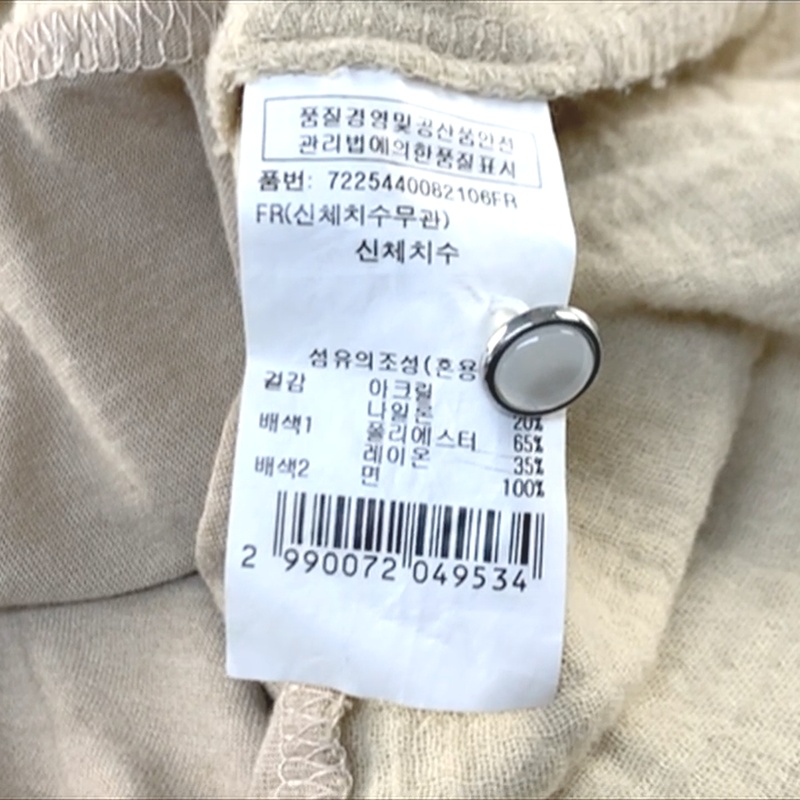 품질경영및공산품안전
관리법에의한품질표시
품번: 7225440082106FR
FR(신체치수무관)
신체치수
섬유의조성(혼용
겉감 아크릴
나일론 20%
배색1 폴리에스터 65%
레이온 35%
배색2 면 100%
2 990072 049534